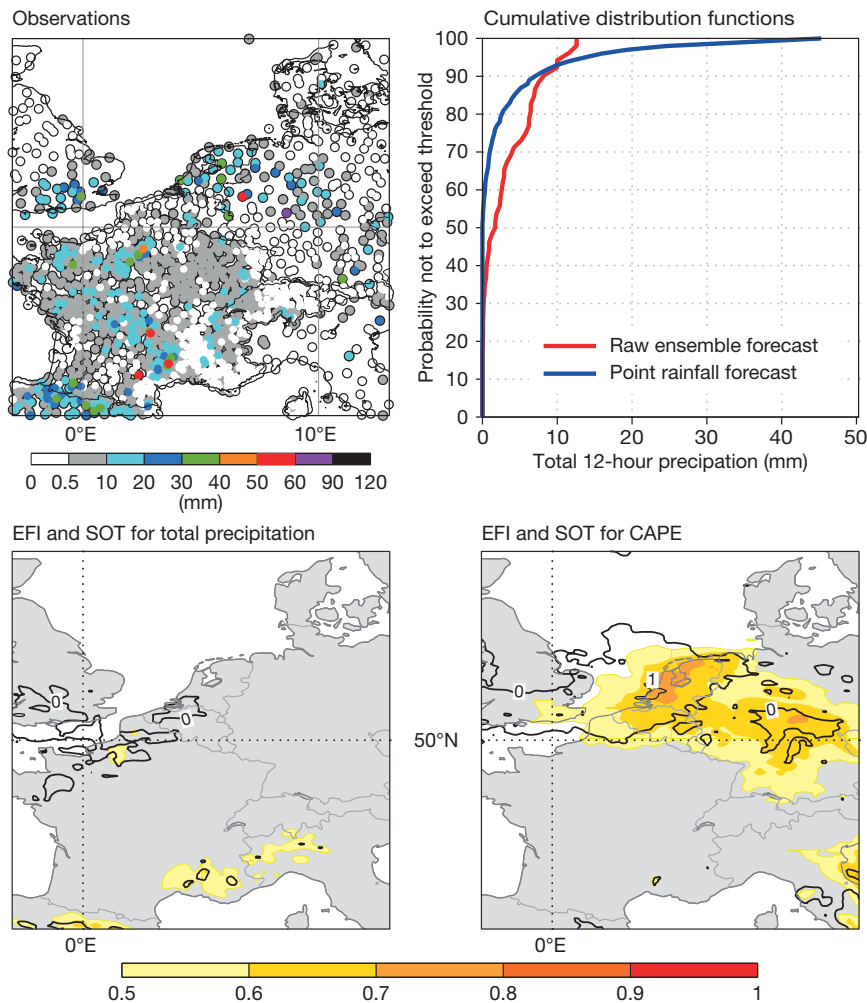 Observations
0°E
10°E
0 0.5 10 20 30 40 50 60 90 120
(mm)
Cumulative distribution functions
Probability not to exceed threshold
100
90
80
70
60
50
40
30
20
10
0
Raw ensemble forecast
Point rainfall forecast
0 10 20 30 40 50
Total 12-hour precipation (mm)
EFI and SOT for total precipitation
0
0
0°E
50°N
EFI and SOT for CAPE
0
1
0
0°E
0.5 0.6 0.7 0.8 0.9 1